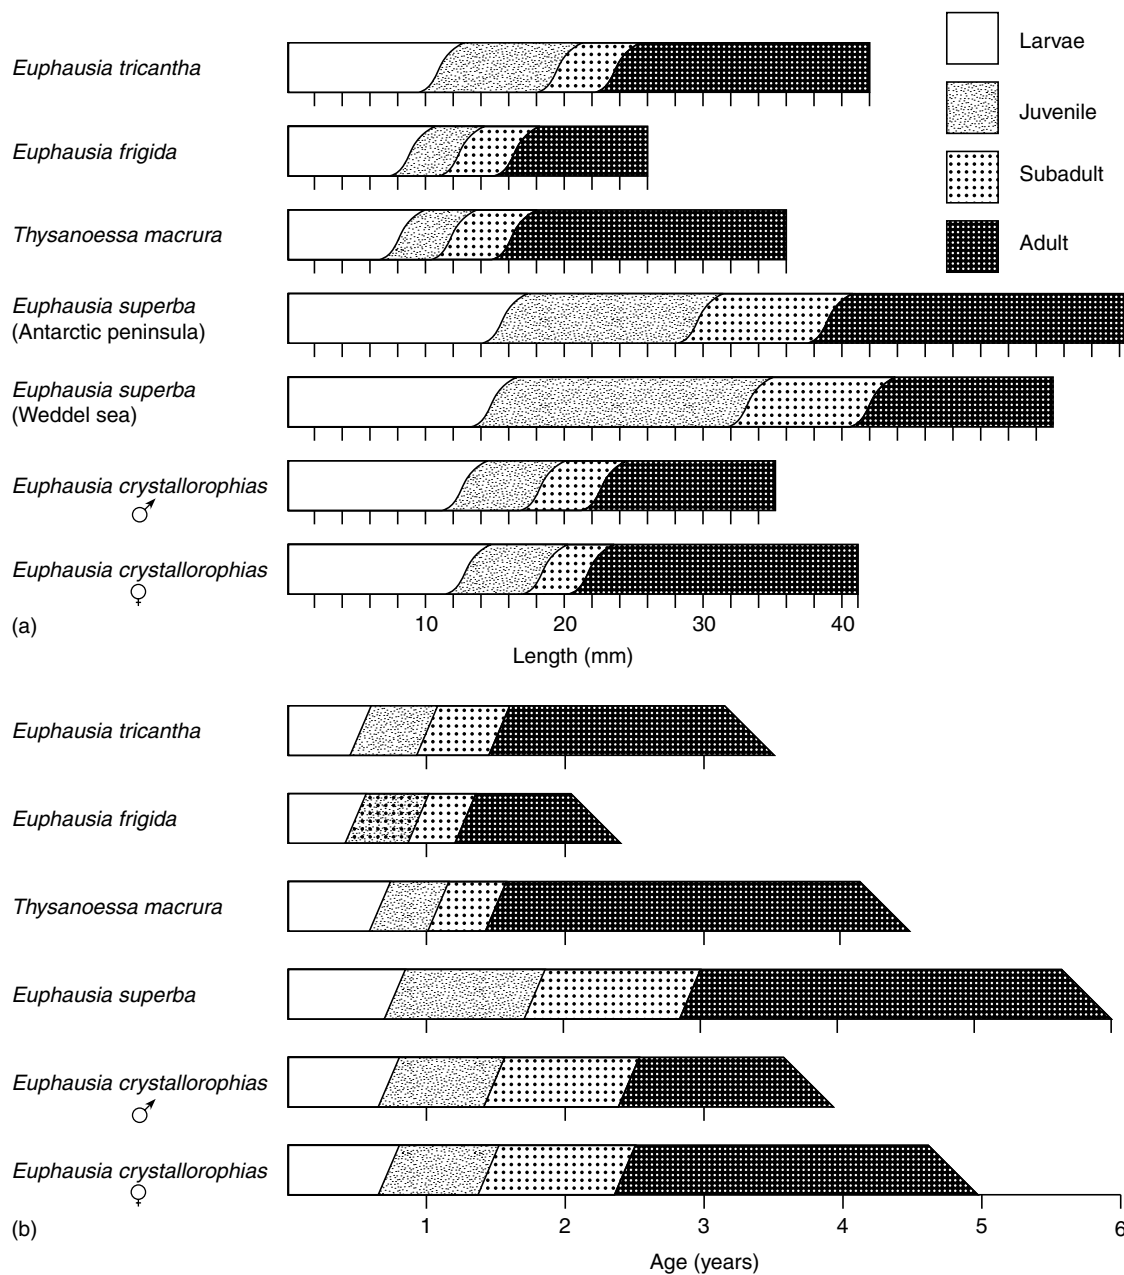 Larvae
Juvenile
Subadult
Adult
Euphausia tricantha
Euphausia frigida
Thysanoessa macrura
Euphausia superba
(Antarctic peninsula)
Euphausia superba
(Weddel sea)
Euphausia crystallorophias
♂
Euphausia crystallorophias
♀
(a)
10 20 30 40
Length (mm)
Euphausia tricantha
Euphausia frigida
Thysanoessa macrura
Euphausia superba
Euphausia crystallorophias
♂
Euphausia crystallorophias
♀
(b)
1 2 3 4 5 6
Age (years)